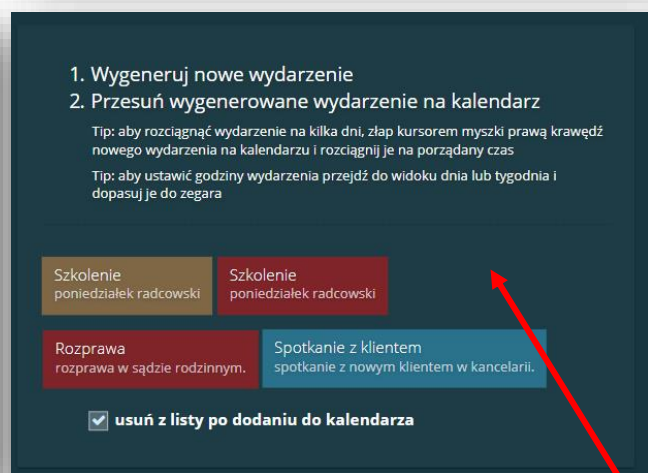 1. Wygeneruj nowe wydarzenie
2. Przesuń wygenerowane wydarzenie na kalendarz
Tip: aby rozciągnąć wydarzenie na kilka dni, złap kursorem myszki prawą krawędź
nowego wydarzenia na kalendarzu i rozciągnij je na porządany czas
Tip: aby ustawić godziny wydarzenia przejdź do widoku dnia lub tygodnia i
dopasuj je do zegara
Szkolenie
poniedziałek radcowski
Szkolenie
poniedziałek radcowski
Rozprawa
rozprawa w sądzie rodzinnym.
Spotkanie z klientem
spotkanie z nowym klientem w kancelarii.
usuń z listy po dodaniu do kalendarza